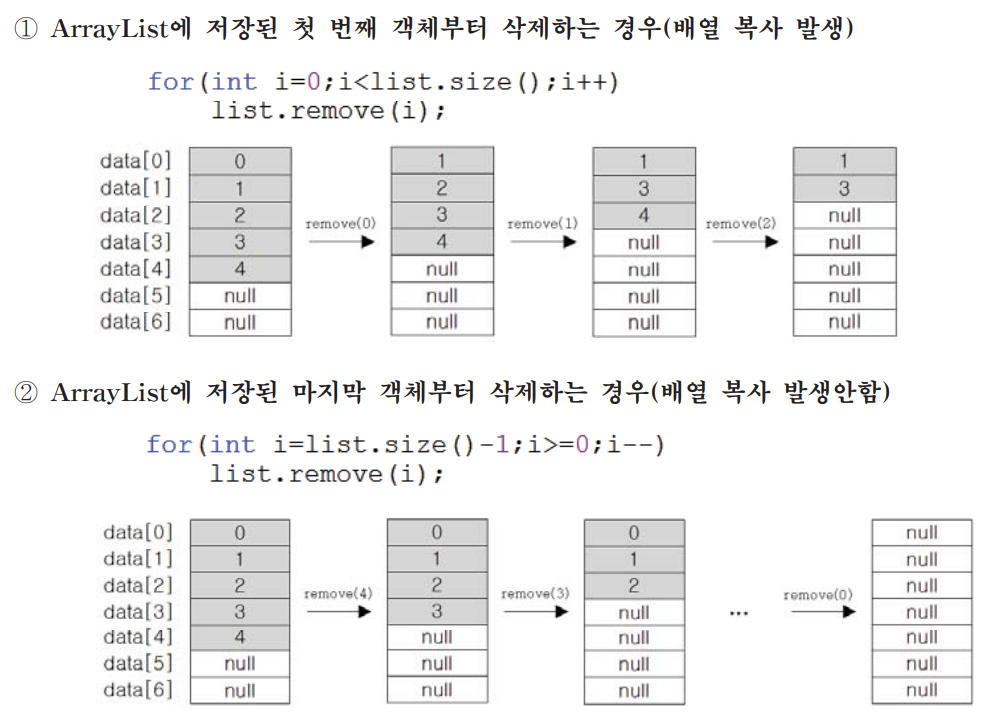 ① ArrayList에 저장된 첫 번째 객체부터 삭제하는 경우(배열 복사 발생)
for(int i=0;i<list.size();i++)
list.remove(i);
data[0] 0 1 1 1
data[1] 1 2 3 3
data[2] 2 remove(0) 3 remove(1) 4 remove(2) null
data[3] 3 4 null null
data[4] 4 null null null
data[5] null null null null
data[6] null null null null
② ArrayList에 저장된 마지막 객체부터 삭제하는 경우(배열 복사 발생안함)
for(int i=list.size()-1;i>=0;i--)
list.remove(i);
data[0] 0 0 0 null
data[1] 1 1 1 null
data[2] 2 remove(4) 2 remove(3) 2 remove(0) null
data[3] 3 3 null ... null
data[4] 4 null null null
data[5] null null null null
data[6] null null null null